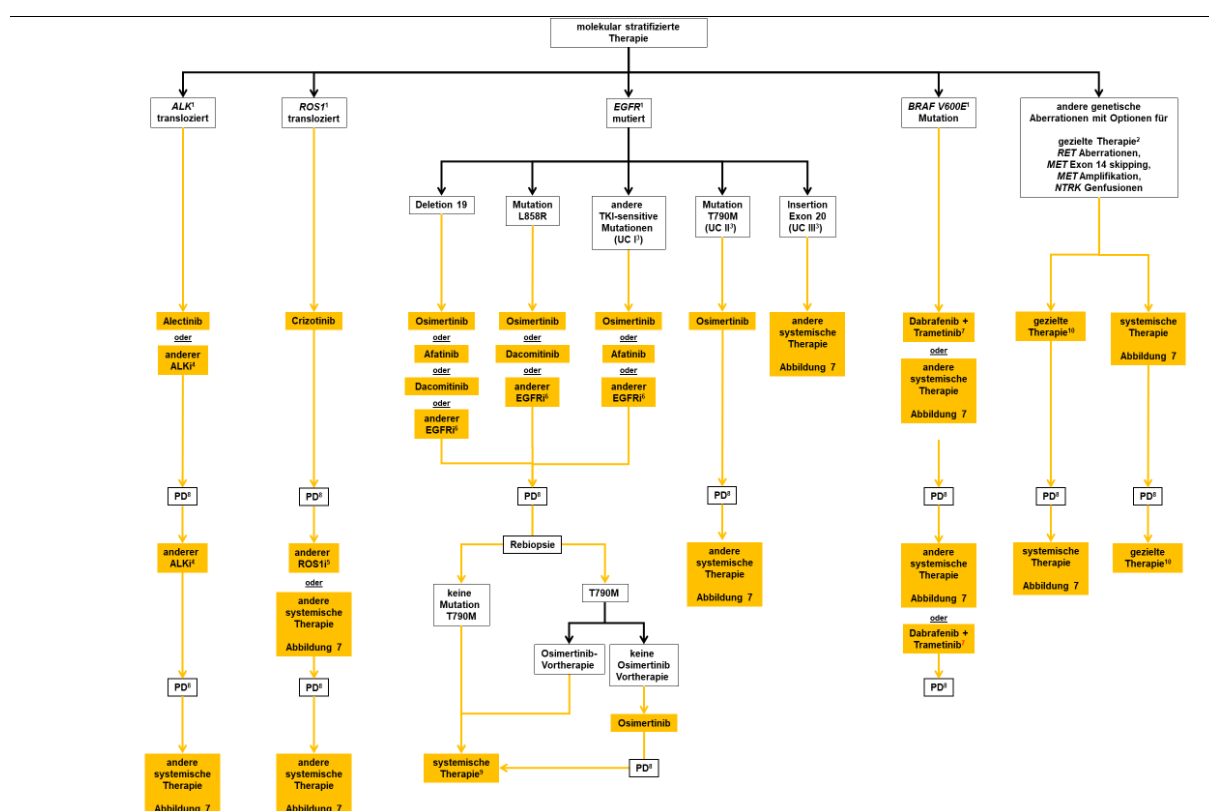 molekular stratifizierte
Therapie
ALK¹
transloziert
ROS1¹
transloziert
EGFR¹
mutiert
BRAF V600E¹
Mutation
andere genetische
Aberrationen mit Optionen für
gezielte Therapie²
RET Aberrationen,
MET Exon 14 skipping,
MET Amplifikation,
NTRK Genfusionen
Deletion 19
Mutation
L858R
andere
TKI-sensitive
Mutationen
(UC I³)
Mutation
T790M
(UC II³)
Insertion
Exon 20
(UC III³)
Alectinib
oder
anderer
ALKi⁴
Crizotinib
Osimertinib
oder
Afatinib
oder
Dacomitinib
oder
anderer
EGFRi⁶
Osimertinib
oder
Dacomitinib
oder
anderer
EGFRi⁶
Osimertinib
oder
Afatinib
oder
anderer
EGFRi⁶
Osimertinib
andere
systemische
Therapie
Abbildung 7
Dabrafenib +
Trametinib⁷
oder
andere
systemische
Therapie
Abbildung 7
gezielte
Therapie¹⁰
systemische
Therapie
Abbildung 7
PD⁸
PD⁸
PD⁸
PD⁸
PD⁸
PD⁸
PD⁸
anderer
ALKi⁴
anderer
ROS1i⁵
oder
andere
systemische
Therapie
Abbildung 7
Rebiopsie
keine
Mutation
T790M
T790M
Osimertinib-
Vortherapie
keine
Osimertinib
Vortherapie
andere
systemische
Therapie
Abbildung 7
andere
systemische
Therapie
Abbildung 7
oder
Dabrafenib +
Trametinib⁷
systemische
Therapie
Abbildung 7
gezielte
Therapie¹⁰
PD⁸
PD⁸
PD⁸
Osimertinib
PD⁸
andere
systemische
Therapie
Abbildung 7
andere
systemische
Therapie
Abbildung 7
systemische
Therapie⁹